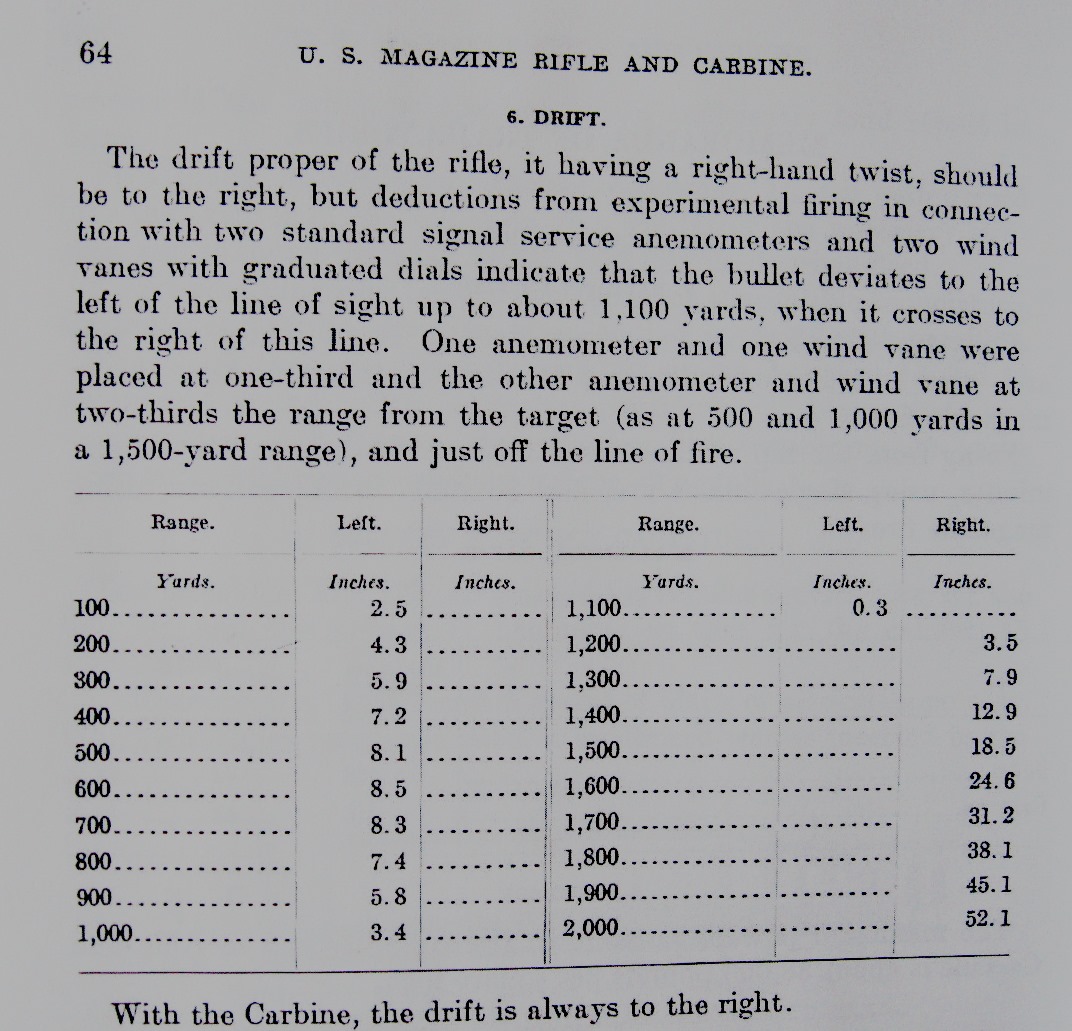 64 U. S. MAGAZINE RIFLE AND CARBINE.
6. DRIFT.
The drift proper of the rifle, it having a right-hand twist, should
be to the right, but deductions from experimental firing in connec-
tion with two standard signal service anemometers and two wind
vanes with graduated dials indicate that the bullet deviates to the
left of the line of sight up to about 1,100 yards, when it crosses to
the right of this line. One anemometer and one wind vane were
placed at one-third and the other anemometer and wind vane at
two-thirds the range from the target (as at 500 and 1,000 yards in
a 1,500-yard range), and just off the line of fire.
Range. Left. Right. Range. Left. Right.
Yards. Inches. Inches. Yards. Inches. Inches.
100............... 2.5 .......... 1,100............. 0.3 ..........
200............... 4.3 .......... 1,200............. .......... 3.5
300............... 5.9 .......... 1,300............. .......... 7.9
400............... 7.2 .......... 1,400............. .......... 12.9
500............... 8.1 .......... 1,500............. .......... 18.5
600............... 8.5 .......... 1,600............. .......... 24.6
700............... 8.3 .......... 1,700............. .......... 31.2
800............... 7.4 .......... 1,800............. .......... 38.1
900............... 5.8 .......... 1,900............. .......... 45.1
1,000............. 3.4 .......... 2,000............. .......... 52.1
With the Carbine, the drift is always to the right.